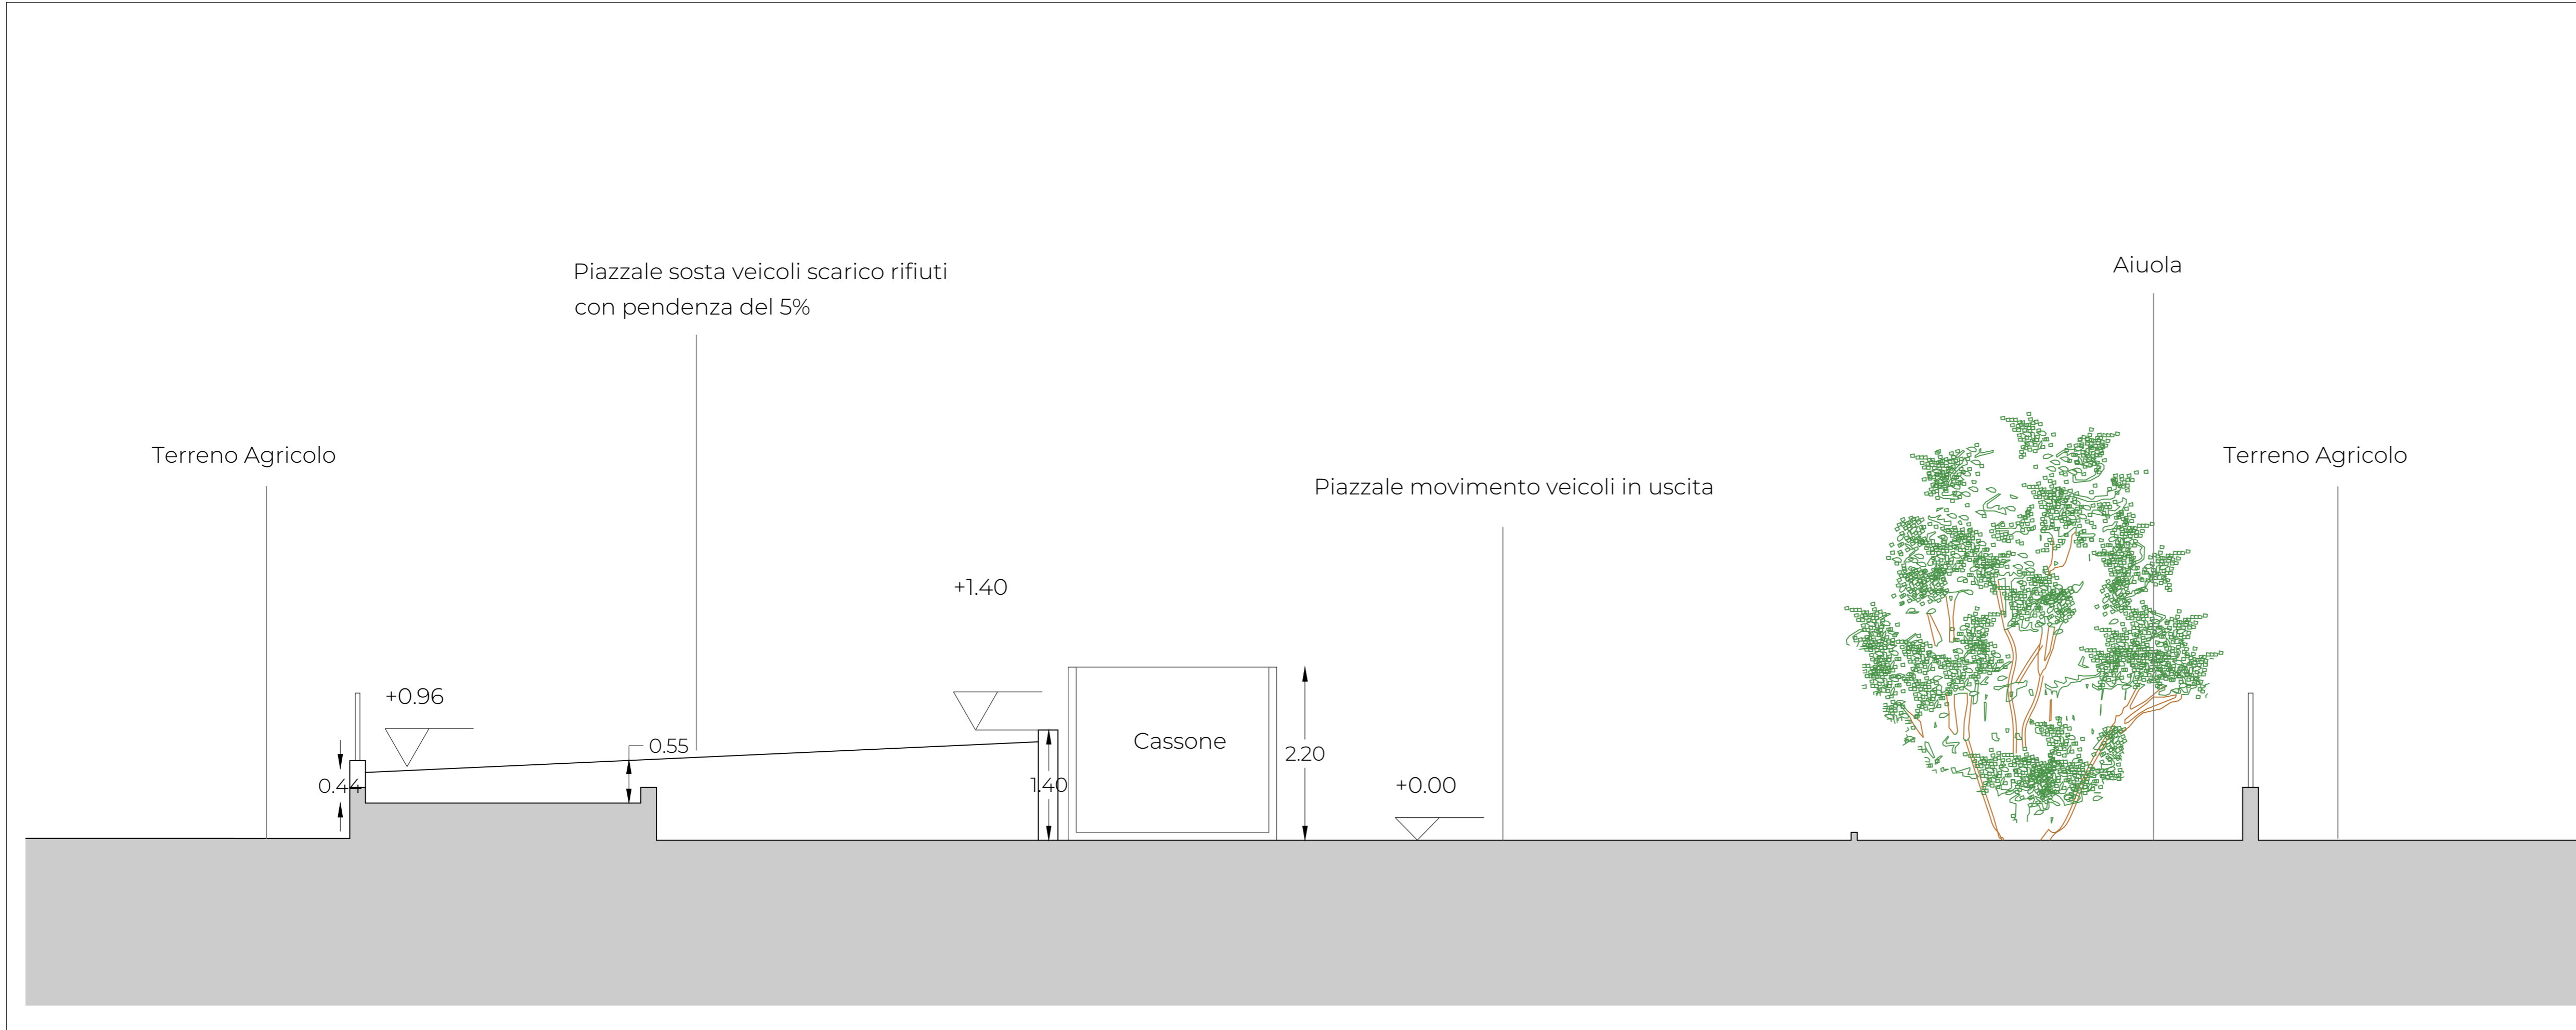 Aiuola
Piazzale sosta veicoli scarico rifiuti
con pendenza del 5%
Terreno Agricolo
Terreno Agricolo
Piazzale movimento veicoli in uscita
+1.40
+0.96
Cassone
0.55
2.20
0.44
1.40
+0.00